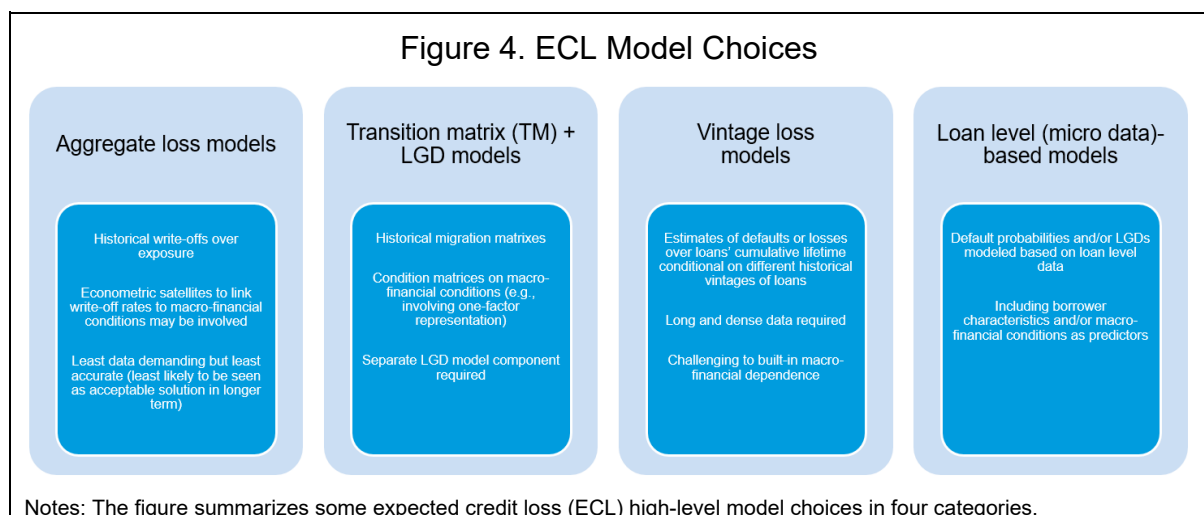 Figure 4. ECL Model Choices
Aggregate loss models
Historical write-offs over
exposure
Econometric satellites to link
write-off rates to macro-financial
conditions may be involved
Least data demanding but least
accurate (least likely to be seen
as acceptable solution in longer
term)
Transition matrix (TM) +
LGD models
Historical migration matrixes
Condition matrices on macro-
financial conditions (e.g.,
involving one-factor
representation)
Separate LGD model component
required
Vintage loss
models
Estimates of defaults or losses
over loans' cumulative lifetime
conditional on different historical
vintages of loans
Long and dense data required
Challenging to built-in macro-
financial dependence
Loan level (micro data)-
based models
Default probabilities and/or LGDs
modeled based on loan level
data
Including borrower
characteristics and/or macro-
financial conditions as predictors
Notes: The figure summarizes some expected credit loss (ECL) high-level model choices in four categories.